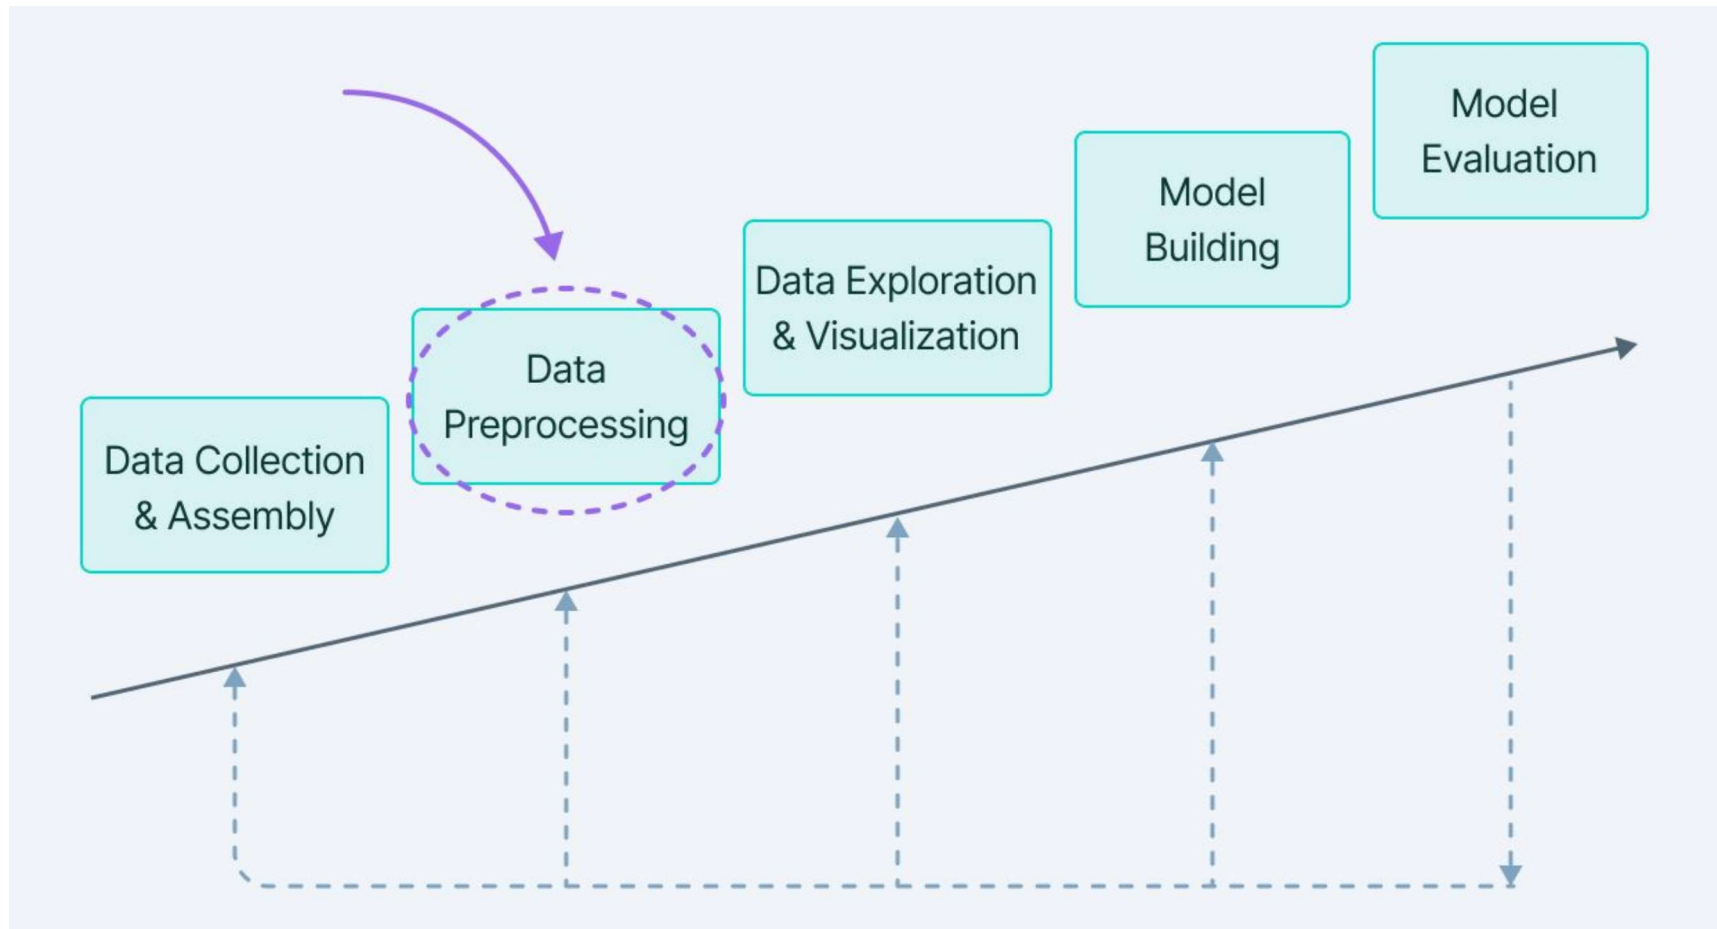 Data Collection
& Assembly
Data
Preprocessing
Data Exploration
& Visualization
Model
Building
Model
Evaluation